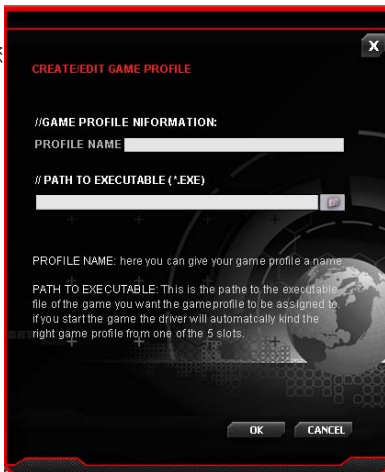 X
CREATE/EDIT GAME PROFILE
//GAME PROFILE NIFORMATION:
PROFILE NAME
// PATH TO EXECUTABLE (*.EXE)
PROFILE NAME: here you can give your game profile a name
PATH TO EXECUTABLE: This is the pathe to the executable
file of the game you want the gameprofile to be assigned to.
if you start the game the driver will automatcally kind the
right game profile from one of the 5 slots.
OK CANCEL